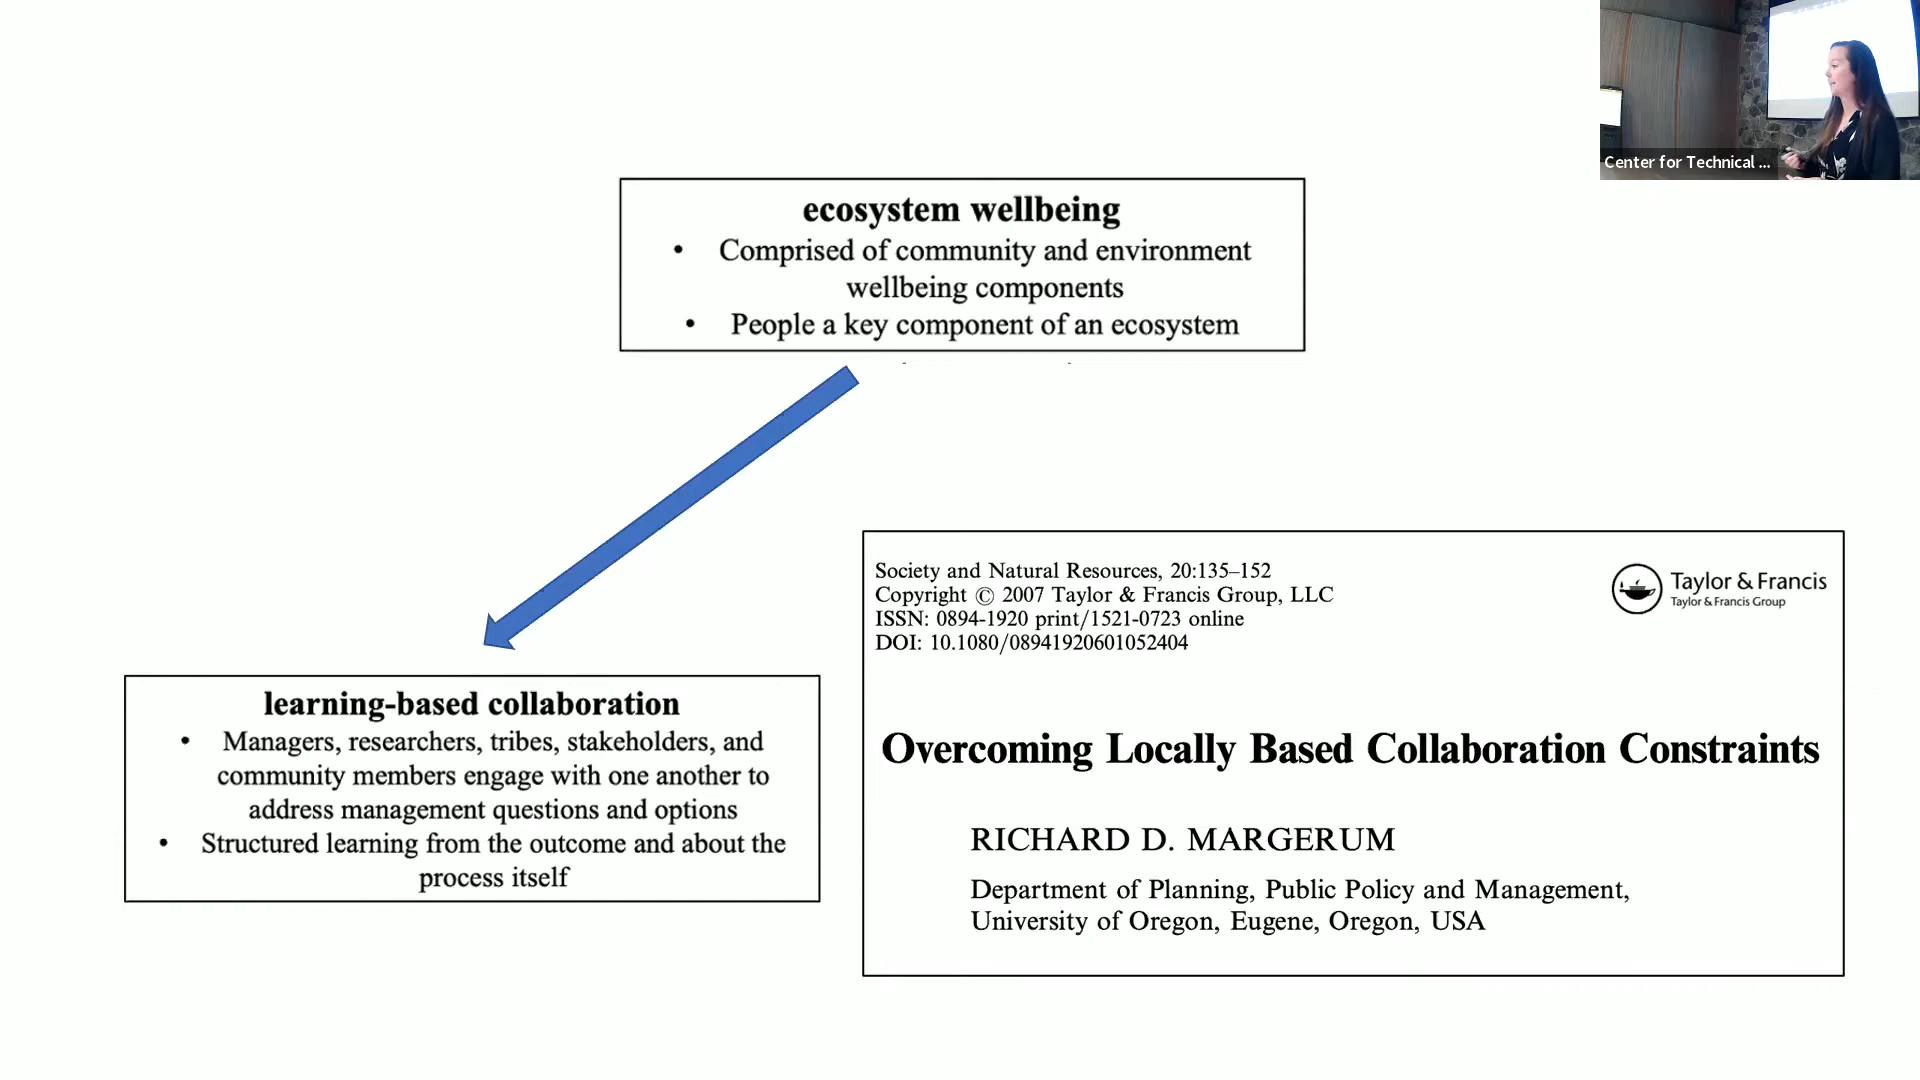 Center for Technical ...
ecosystem wellbeing
• Comprised of community and environment
wellbeing components
• People a key component of an ecosystem
learning-based collaboration
• Managers, researchers, tribes, stakeholders, and
community members engage with one another to
address management questions and options
• Structured learning from the outcome and about the
process itself
Society and Natural Resources, 20:135–152
Copyright © 2007 Taylor & Francis Group, LLC
ISSN: 0894-1920 print/1521-0723 online
DOI: 10.1080/08941920601052404
Taylor & Francis
Taylor & Francis Group
Overcoming Locally Based Collaboration Constraints
RICHARD D. MARGERUM
Department of Planning, Public Policy and Management,
University of Oregon, Eugene, Oregon, USA